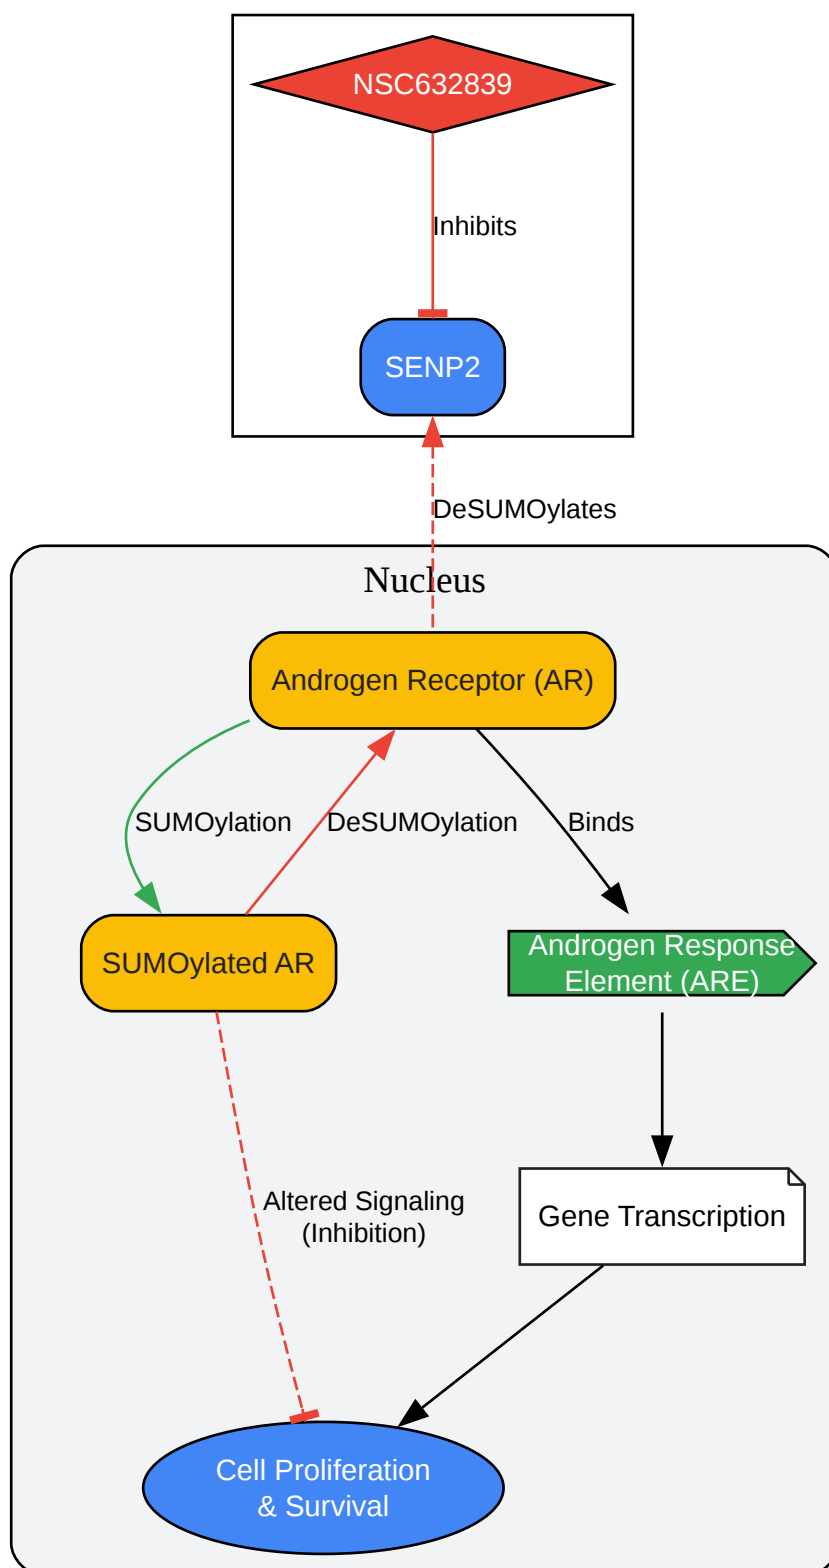 NSC632839
Inhibits
SENP2
DeSUMOylates
Nucleus
Androgen Receptor (AR)
SUMOylation
DeSUMOylation
Binds
SUMOylated AR
Androgen Response
Element (ARE)
Altered Signaling
(Inhibition)
Gene Transcription
Cell Proliferation
& Survival